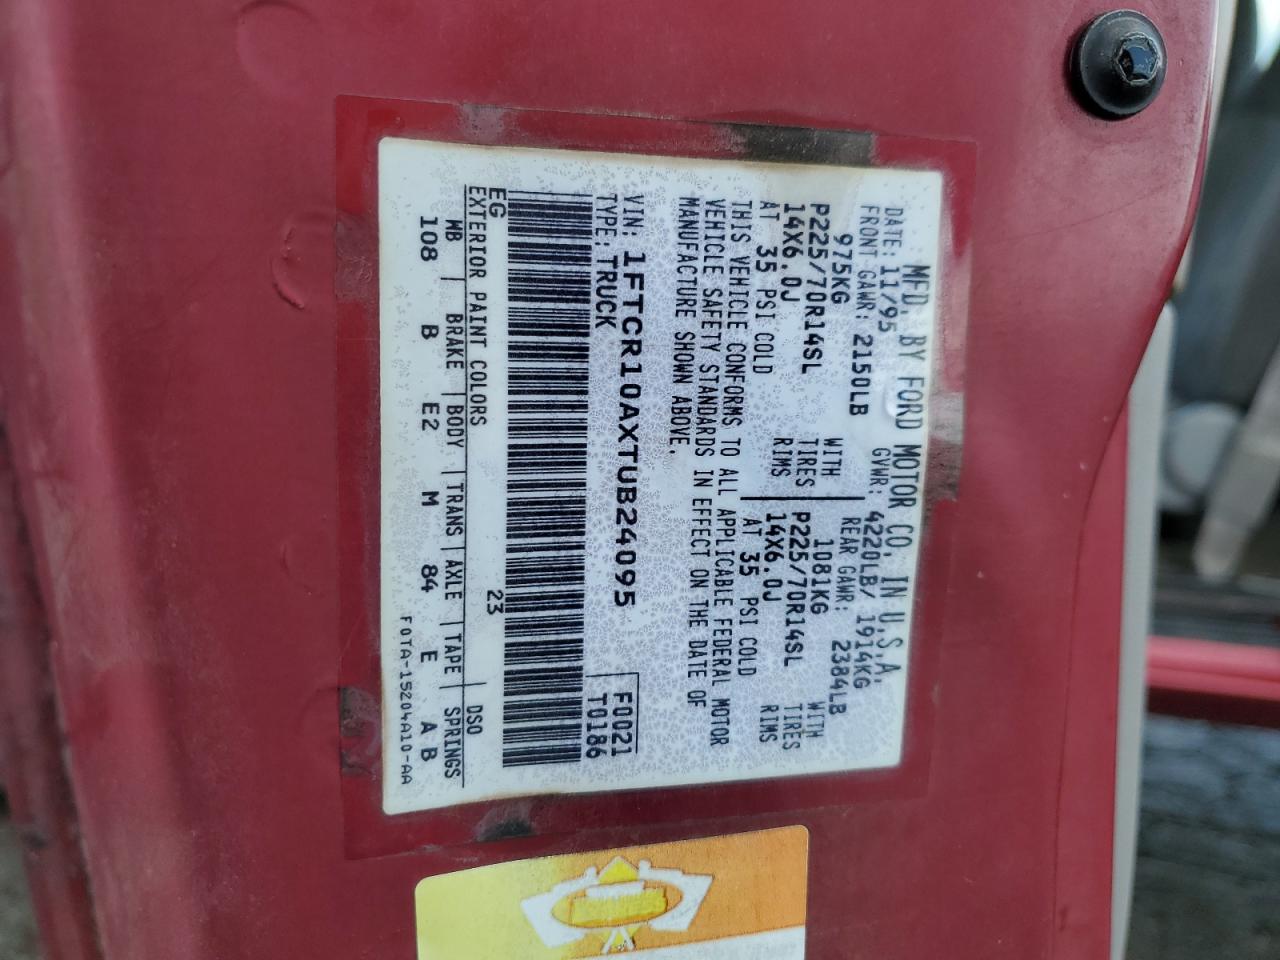 MFD. BY FORD MOTOR CO. IN U.S.A.
DATE: 11/95 GVWR: 4220LB/ 1914KG
FRONT GAWR: 2150LB REAR GAWR: 2384LB
975KG WITH 1081KG WITH
P225/70R14SL TIRES P225/70R14SL TIRES
14X6.0J RIMS 14X6.0J RIMS
AT 35 PSI COLD AT 35 PSI COLD
THIS VEHICLE CONFORMS TO ALL APPLICABLE FEDERAL MOTOR
VEHICLE SAFETY STANDARDS IN EFFECT ON THE DATE OF
MANUFACTURE SHOWN ABOVE.
VIN: 1FTCR10AXTUB24095 F0021
TYPE: TRUCK T0186
EG 23
EXTERIOR PAINT COLORS DSO
WB BRAKE BODY TRANS AXLE TAPE SPRINGS
108 B E2 M 84 E A B
F0TA-15204A10-AA